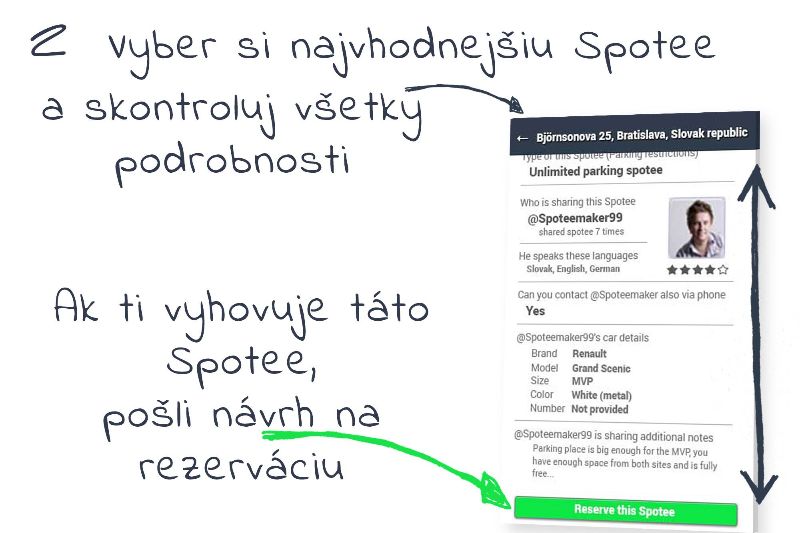 2 Vyber si najvhodnejšiu Spotee
a skontroluj všetky
podrobnosti
← Björnsonova 25, Bratislava, Slovak republic
Type of this Spotee (Parking restrictions)
Unlimited parking spotee
Who is sharing this Spotee
@Spoteemaker99
shared spotee 7 times
He speaks these languages
Slovak, English, German
Can you contact @Spoteemaker also via phone
Yes
@Spoteemaker99's car details
Brand Renault
Model Grand Scenic
Size MVP
Color White (metal)
Number Not provided
@Spoteemaker99 is sharing additional notes
Parking place is big enough for the MVP, you
have enough space from both sites and is fully
free...
Reserve this Spotee
Ak ti vyhovuje táto
Spotee,
pošli návrh na
rezerváciu